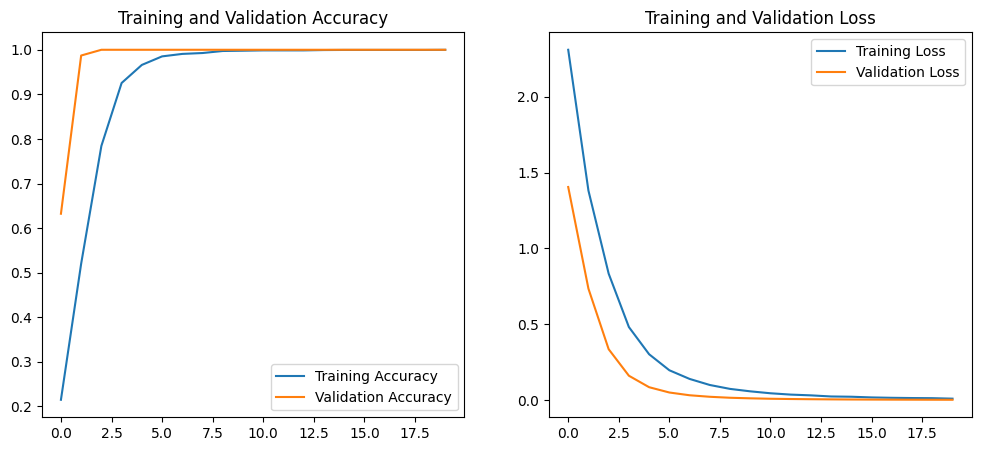 Training and Validation Accuracy
1.0
0.9
0.8
0.7
0.6
0.5
0.4
0.3
0.2
0.0 2.5 5.0 7.5 10.0 12.5 15.0 17.5
Training Accuracy
Validation Accuracy
Training and Validation Loss
2.0
1.5
1.0
0.5
0.0
0.0 2.5 5.0 7.5 10.0 12.5 15.0 17.5
Training Loss
Validation Loss